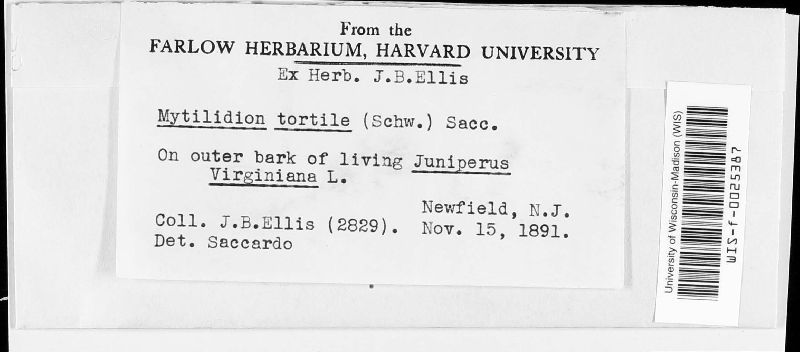 From the
FARLOW HERBARIUM, HARVARD UNIVERSITY
Ex Herb. J.B.Ellis
Mytilidion tortile (Schw.) Sacc.
On outer bark of living Juniperus
Virginiana L.
Newfield, N.J.
Coll. J.B.Ellis (2829). Nov. 15, 1891.
Det. Saccardo
University of Wisconsin-Madison (WIS)
WIS-f-0025387